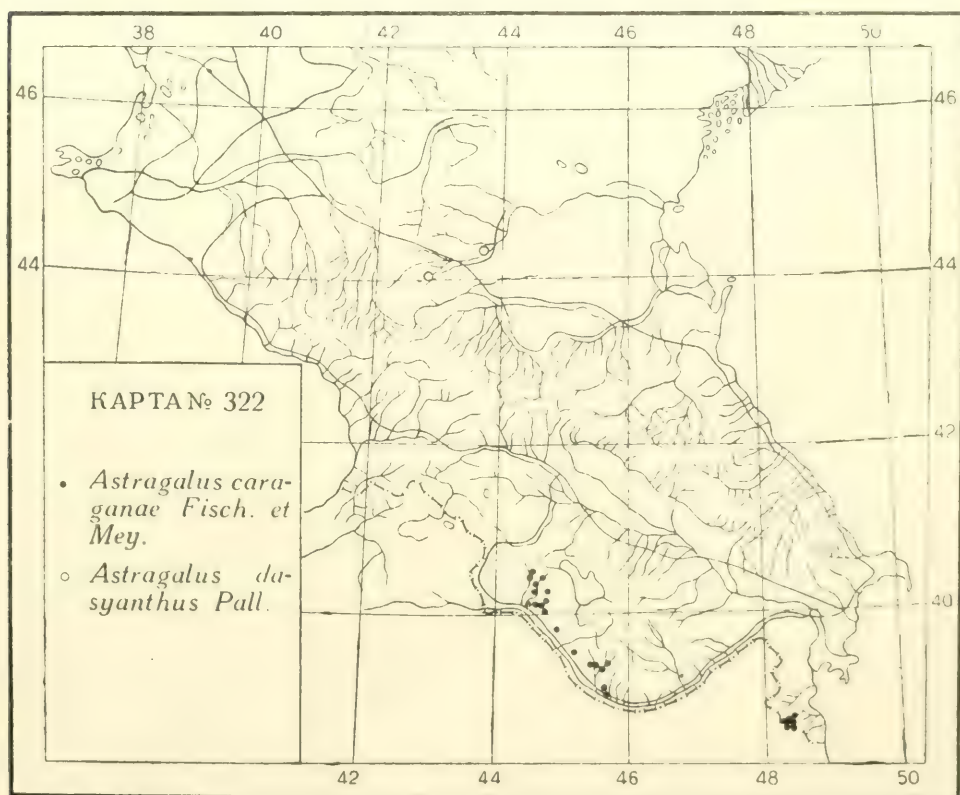 38 40 42 44 46 48 50
46 46
44 44
КАРТА № 322
42
• Astragalus cara-
ganae Fisch. et
Mey.
○ Astragalus da-
syanthus Pall.
40
42 44 46 48 50